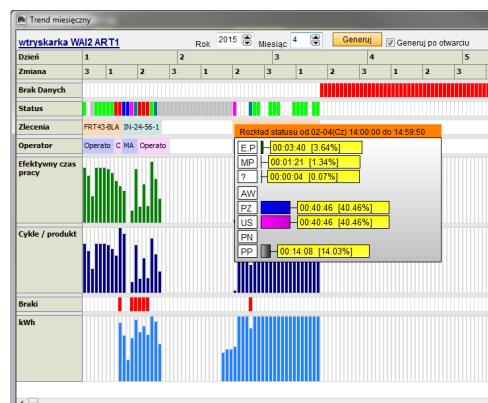 Trend miesięczny
wtryskarka WAI2 ART1 Rok 2015 Miesiąc 4 Generuj Generuj po otwarciu
Dzień 1 2 3 4 5
Zmiana 3 1 2 3 1 2 3 1 2 3 1 2 3
Brak Danych
Status
Zlecenia FRT43-BLA IN-24-56-1
Operator Operato C MA Operato
Rozkład statusu od 02-04(Cz) 14:00:00 do 14:59:50
E.P 00:03:40 [3.64%]
MP 00:01:21 [1.34%]
? 00:00:04 [0.07%]
AW
PZ 00:40:46 [40.46%]
US 00:40:46 [40.46%]
PN
PP 00:14:08 [14.03%]
Efektywny czas
pracy
Cykle / produkt
Braki
kWh